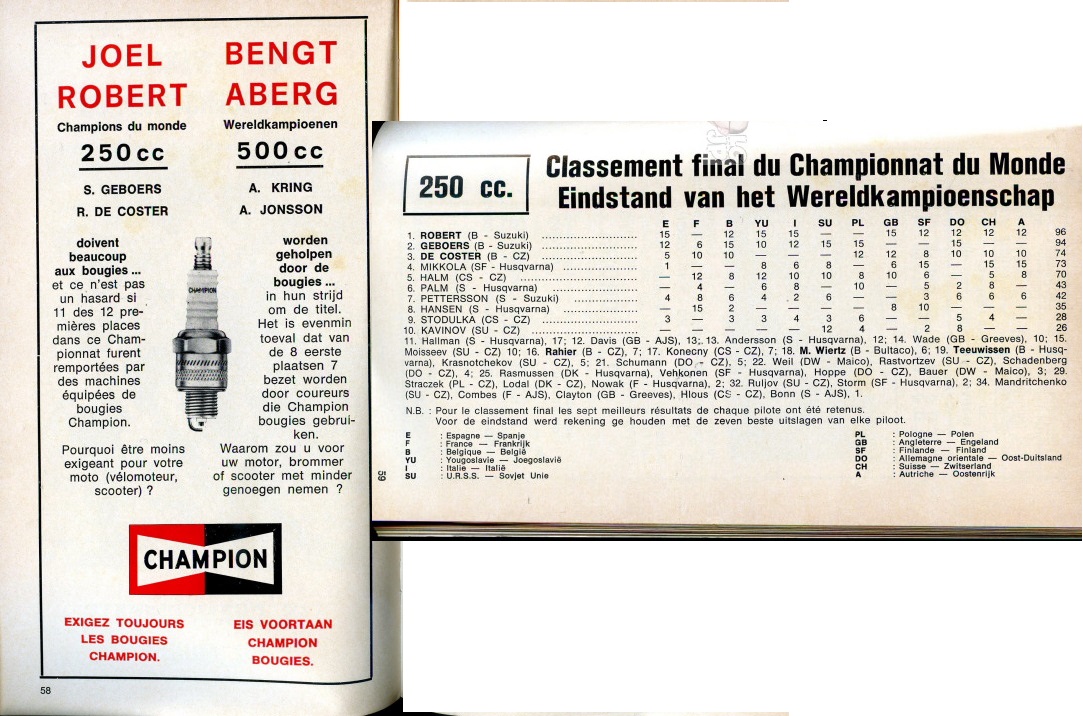 JOEL
ROBERT
Champions du monde
250 cc
S. GEBOERS
R. DE COSTER
doivent
beaucoup
aux bougies ...
et ce n'est pas
un hasard si
11 des 12 pre-
mières places
dans ce Cham-
pionnat furent
remportées par
des machines
équipées de
bougies
Champion.
Pourquoi être moins
exigeant pour votre
moto (vélomoteur,
scooter) ?
BENGT
ABERG
Wereldkampioenen
500 cc
A. KRING
A. JONSSON
worden
geholpen
door de
bougies ...
in hun strijd
om de titel.
Het is evenmin
toeval dat van
de 8 eerste
plaatsen 7
bezet worden
door coureurs
die Champion
bougies gebrui-
ken.
Waarom zou u voor
uw motor, brommer
of scooter met minder
genoegen nemen ?
CHAMPION
CHAMPION
EXIGEZ TOUJOURS
LES BOUGIES
CHAMPION.
EIS VOORTAAN
CHAMPION
BOUGIES.
58
250 cc.
Classement final du Championnat du Monde
Eindstand van het Wereldkampioenschap
E F B YU I SU PL GB SF DO CH A
1. ROBERT (B - Suzuki) ............................ 15 — 12 15 15 — — 15 12 12 12 12 96
2. GEBOERS (B - Suzuki) ............................ 12 6 15 10 12 15 15 — — 15 — — 94
3. DE COSTER (B - CZ) ............................ 5 10 10 — — — 12 12 8 10 10 10 74
4. MIKKOLA (SF - Husqvarna) ...................... 1 — — 8 6 8 — 6 15 — 15 15 73
5. HALM (CS - CZ) ............................ — 12 8 12 10 10 8 10 6 — 5 8 70
6. PALM (S - Husqvarna) ............................ — 4 — 6 8 — 10 — 5 2 8 — 43
7. PETTERSSON (S - Suzuki) ...................... 4 8 6 4 2 6 — — 3 6 6 6 42
8. HANSEN (S - Husqvarna) ...................... — 15 2 — — — — 8 10 — — — 35
9. STODULKA (CS - CZ) ............................ 3 — 3 3 4 3 6 — — 5 4 — 28
10. KAVINOV (SU - CZ) ............................ — — — — — 12 4 — 2 8 — — 26
11. Hallman (S - Husqvarna), 17; 12. Davis (GB - AJS), 13; 13. Andersson (S - Husqvarna), 12; 14. Wade (GB - Greeves), 10; 15.
Moisseev (SU - CZ) 10; 16. Rahier (B - CZ), 7; 17. Konecny (CS - CZ), 7; 18. M. Wiertz (B - Bultaco), 6; 19. Teeuwissen (B - Husq-
varna), Krasnotchekov (SU - CZ), 5; 21. Schumann (DO - CZ), 5; 22. Weil (DW - Maico), Rastvortzev (SU - CZ), Schadenberg
(DO - CZ), 4; 25. Rasmussen (DK - Husqvarna), Vehkonen (SF - Husqvarna), Hoppe (DO - CZ), Bauer (DW - Maico), 3; 29.
Straczek (PL - CZ), Lodal (DK - CZ), Nowak (F - Husqvarna), 2; 32. Ruljov (SU - CZ), Storm (SF - Husqvarna), 2; 34. Mandritchenko
(SU - CZ), Combes (F - AJS), Clayton (GB - Greeves), Hlous (CS - CZ), Bonn (S - AJS), 1.
N.B. : Pour le classement final les sept meilleurs résultats de chaque pilote ont été retenus.
Voor de eindstand werd rekening ge houden met de zeven beste uitslagen van elke piloot.
E : Espagne — Spanje
F : France — Frankrijk
B : Belgique — België
YU : Yougoslavie — Joegoslavië
I : Italie — Italië
SU : U.R.S.S. — Sovjet Unie
PL : Pologne — Polen
GB : Angleterre — Engeland
SF : Finlande — Finland
DO : Allemagne orientale — Oost-Duitsland
CH : Suisse — Zwitserland
A : Autriche — Oostenrijk
59